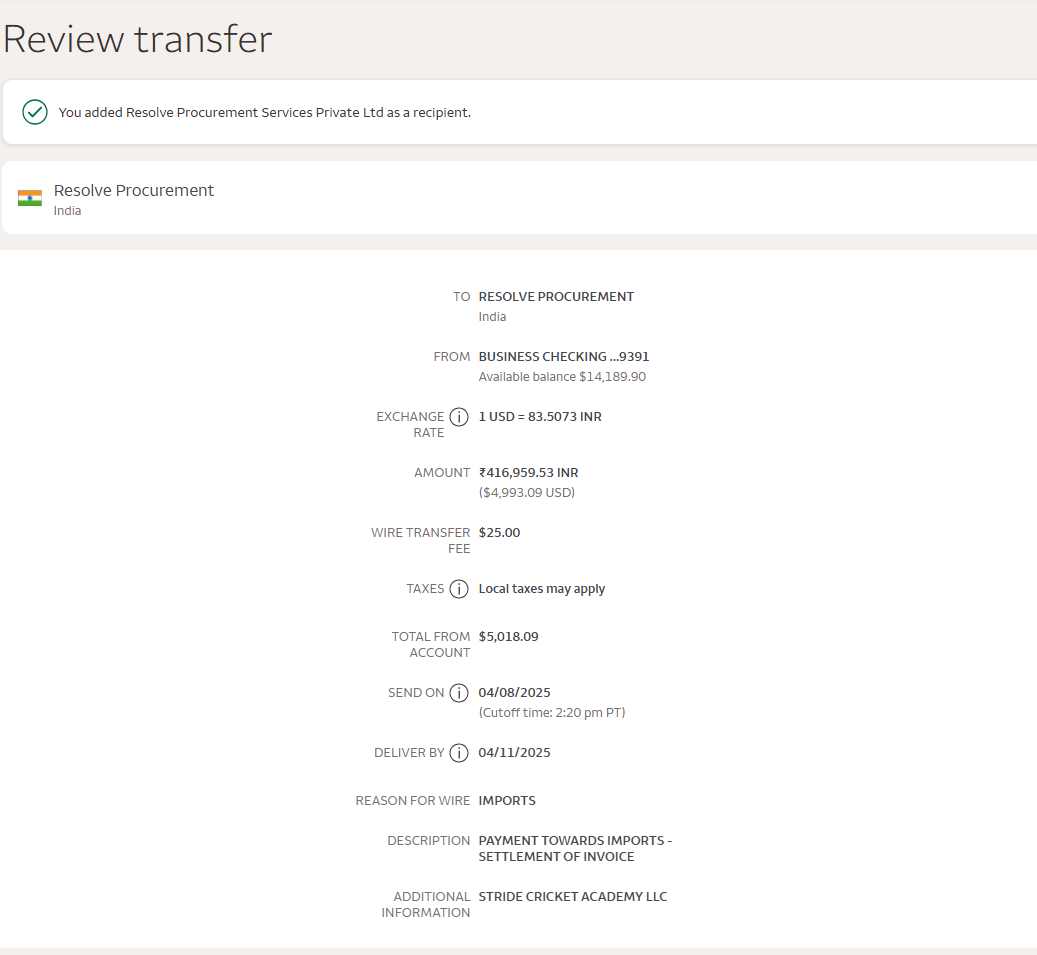 Review transfer
You added Resolve Procurement Services Private Ltd as a recipient.
Resolve Procurement
India
TO RESOLVE PROCUREMENT
India
FROM BUSINESS CHECKING ...9391
Available balance $14,189.90
EXCHANGE RATE 1 USD = 83.5073 INR
AMOUNT ₹416,959.53 INR
($4,993.09 USD)
WIRE TRANSFER FEE $25.00
TAXES Local taxes may apply
TOTAL FROM ACCOUNT $5,018.09
SEND ON 04/08/2025
(Cutoff time: 2:20 pm PT)
DELIVER BY 04/11/2025
REASON FOR WIRE IMPORTS
DESCRIPTION PAYMENT TOWARDS IMPORTS -
SETTLEMENT OF INVOICE
ADDITIONAL INFORMATION STRIDE CRICKET ACADEMY LLC